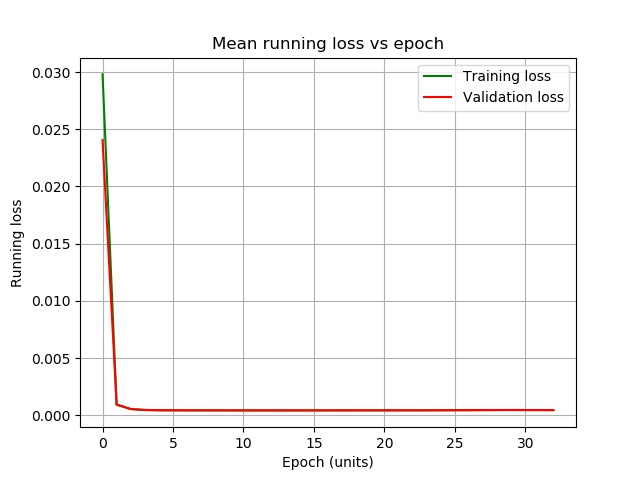 Mean running loss vs epoch
Training loss
Validation loss
0.030
0.025
0.020
0.015
0.010
0.005
0.000
Running loss
0 5 10 15 20 25 30
Epoch (units)